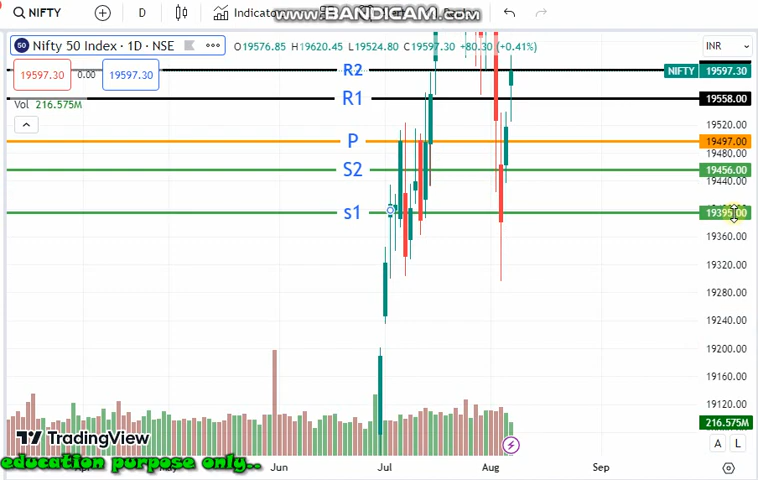 NIFTY
D
Indicators
www.BANDICAM.com
50 Nifty 50 Index · 1D · NSE
O19576.85 H19620.45 L19524.80 C19597.30 +80.30 (+0.41%)
INR
19597.30 0.00 19597.30
R2
NIFTY 19597.30
Vol 216.575M
R1
19558.00
19520.00
P
19497.00
19480.00
S2
19456.00
19440.00
s1
19395.00
19360.00
19320.00
19280.00
19240.00
19200.00
19160.00
19120.00
216.575M
TradingView
A L
education purpose only..
Jun Jul Aug Sep